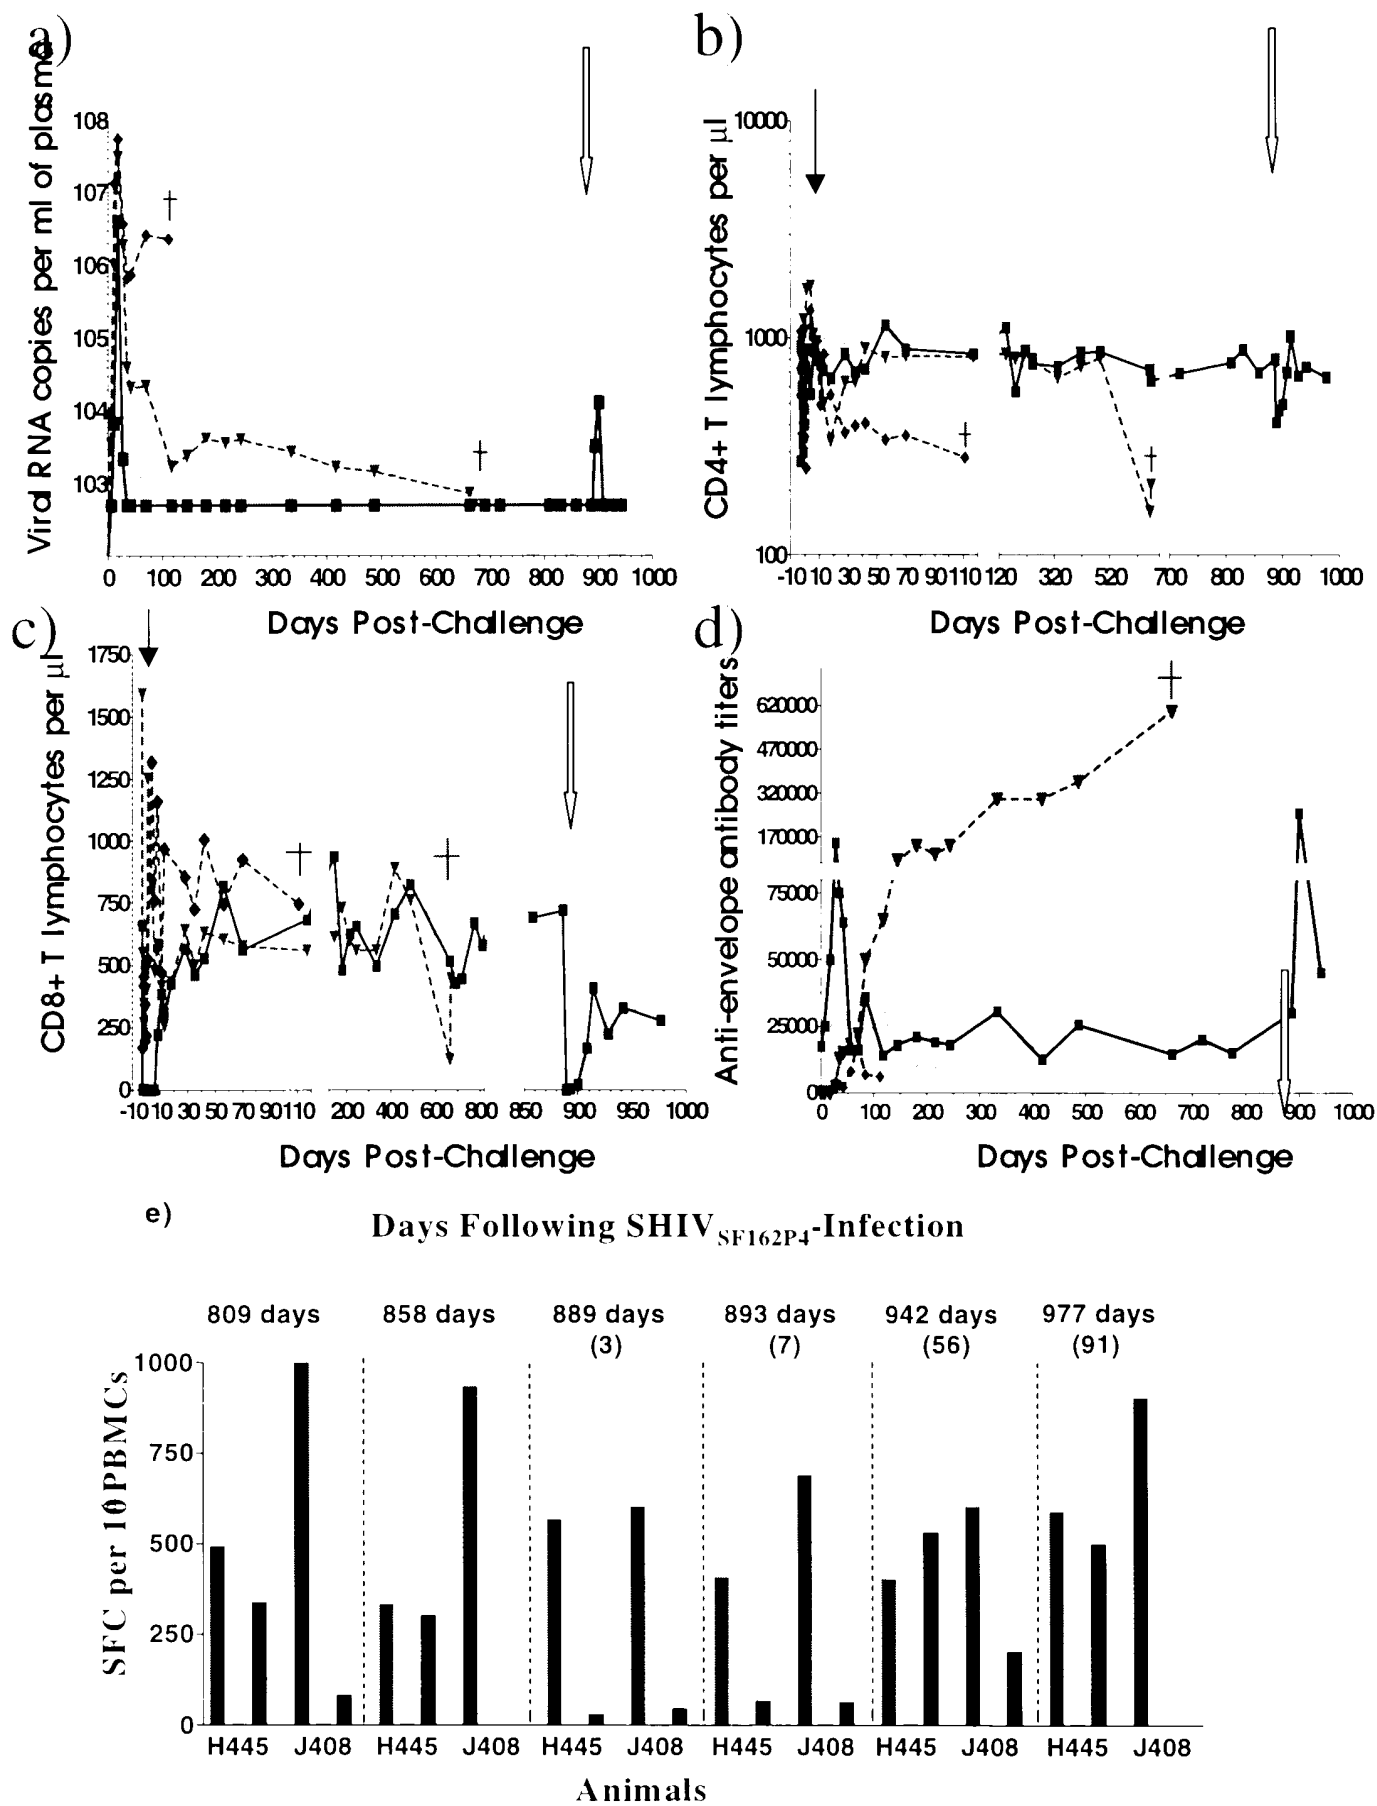 a)
Viral RNA copies per ml of plasma
108
107
106
105
104
103
0 100 200 300 400 500 600 700 800 900 1000
Days Post-Challenge
b)
CD4+ T lymphocytes per μl
10000
1000
100
-10 10 30 50 70 90 110 120 320 520 700 800 900 1000
Days Post-Challenge
c)
CD8+ T lymphocytes per μl
1750
1500
1250
1000
750
500
250
0
-10 10 30 50 70 90 110 200 400 600 800 850 900 950 1000
Days Post-Challenge
d)
Anti-envelope antibody titers
620000
470000
320000
170000
75000
50000
25000
0
0 100 200 300 400 500 600 700 800 900 1000
Days Post-Challenge
e)
Days Following SHIVSF162P4-Infection
809 days 858 days 889 days 893 days 942 days 977 days
(3) (7) (56) (91)
SFC per 10PBMCs
1000
750
500
250
0
H445 J408 H445 J408 H445 J408 H445 J408 H445 J408 H445 J408
Animals